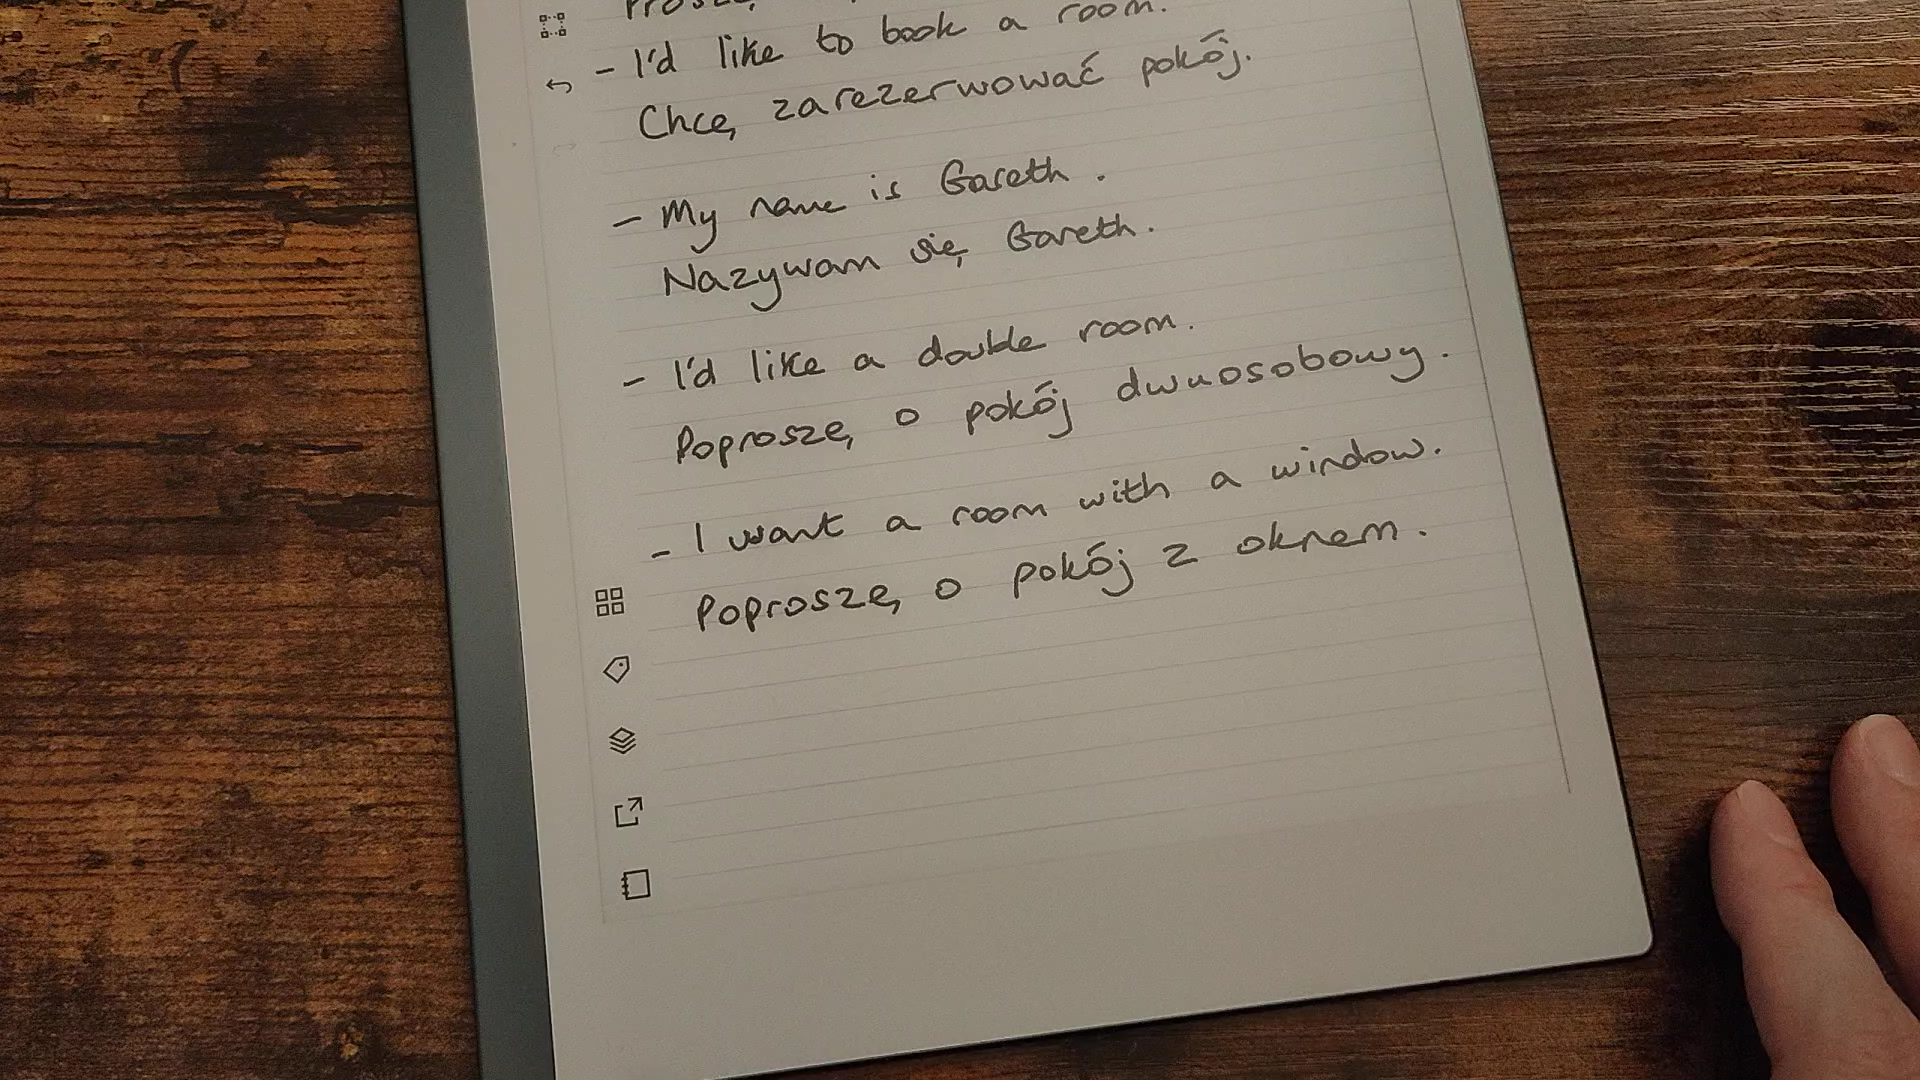 - I'd like to book a room.
Chcę zarezerwować pokój.
- My name is Gareth.
Nazywam się Gareth.
- I'd like a double room.
Poproszę o pokój dwuosobowy.
- I want a room with a window.
Poproszę o pokój z oknem.